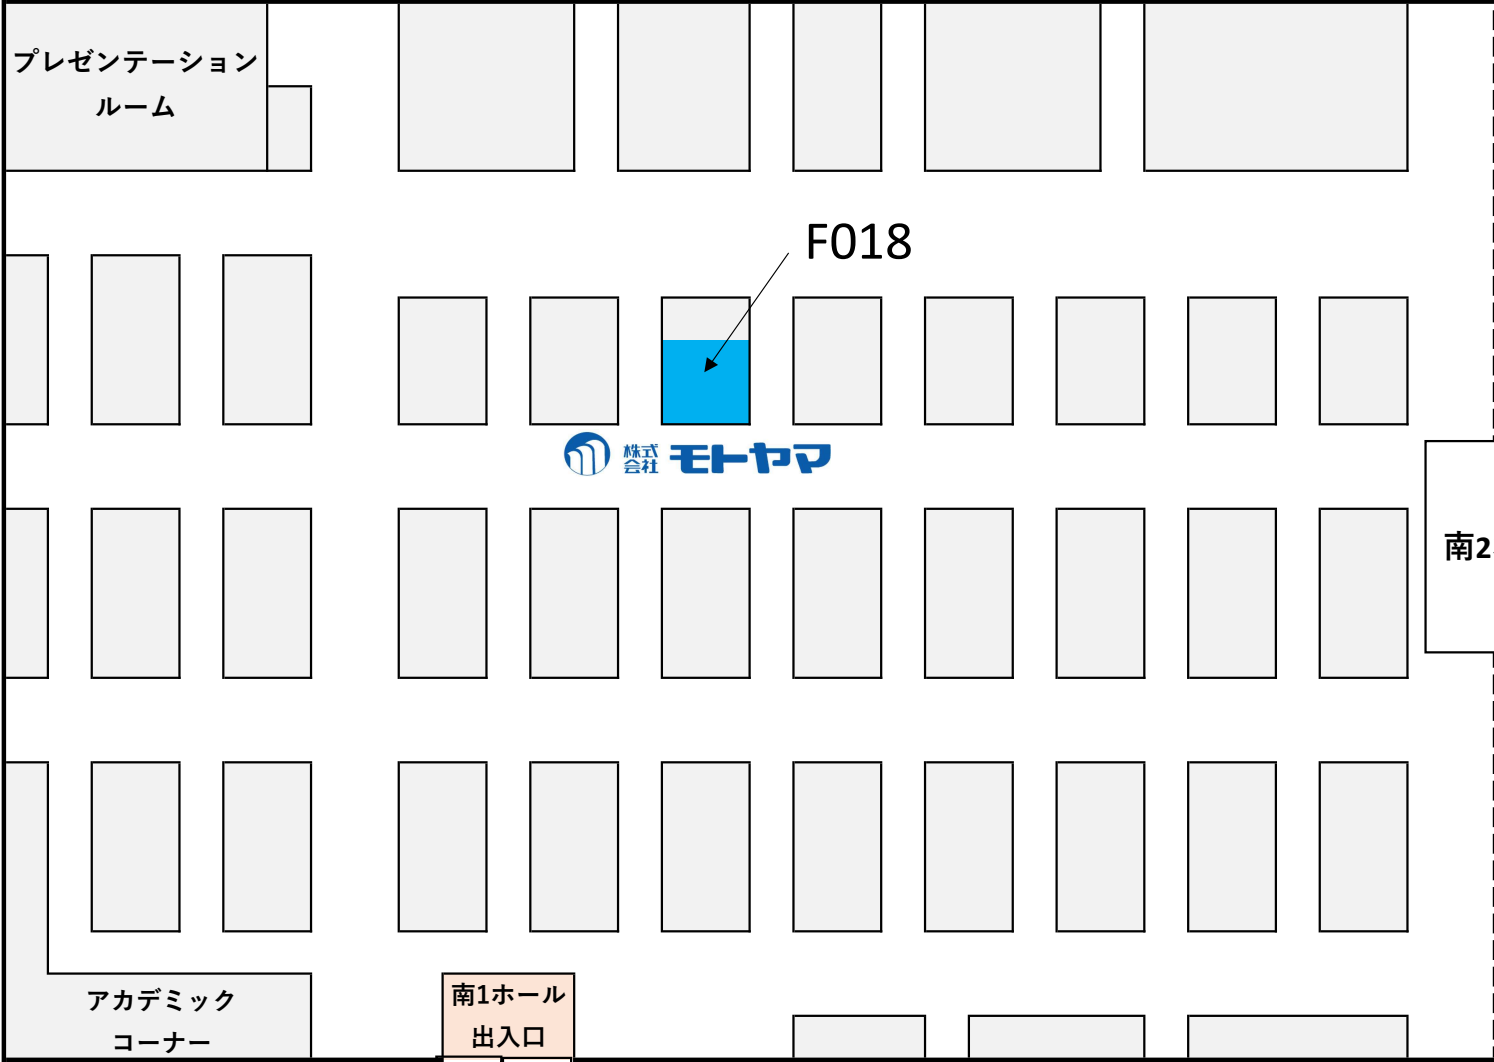 プレゼンテーション
ルーム
F018
株式
会社 モトヤマ
南2
アカデミック
コーナー
南1ホール
出入口